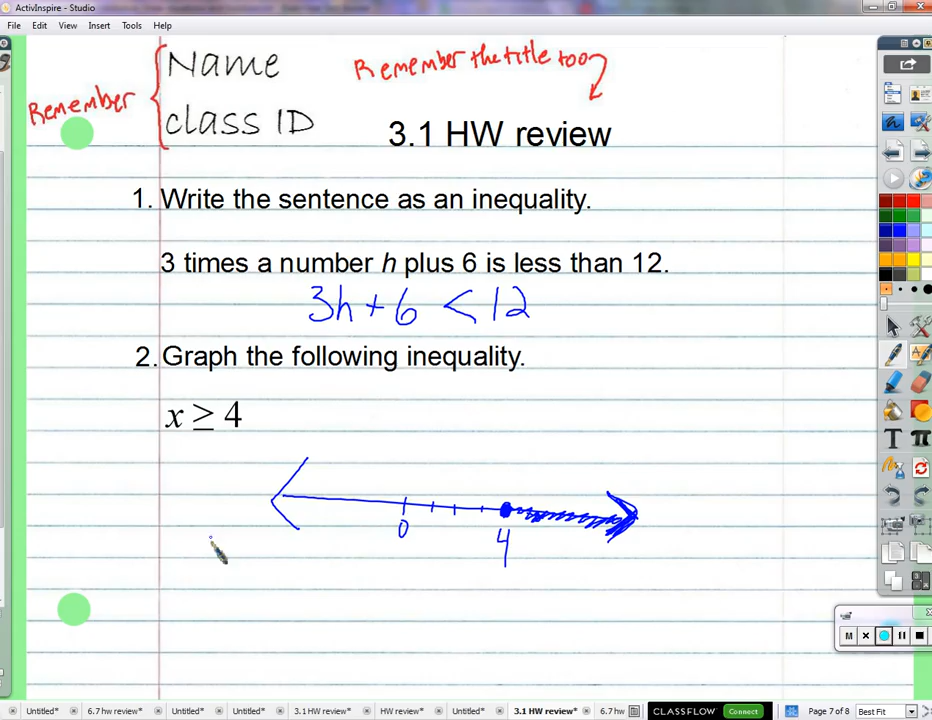 ActivInspire - Studio
File Edit View Insert Tools Help
Name
Remember the title too
Remember
class ID
3.1 HW review
1. Write the sentence as an inequality.
3 times a number h plus 6 is less than 12.
3h + 6 < 12
2. Graph the following inequality.
x ≥ 4
0
4
M
Untitled* 6.7 hw review* Untitled* Untitled* 3.1 HW review* HW review* Untitled* 3.1 HW review* 6.7 hw CLASSFLOW Connect Page 7 of 8 Best Fit